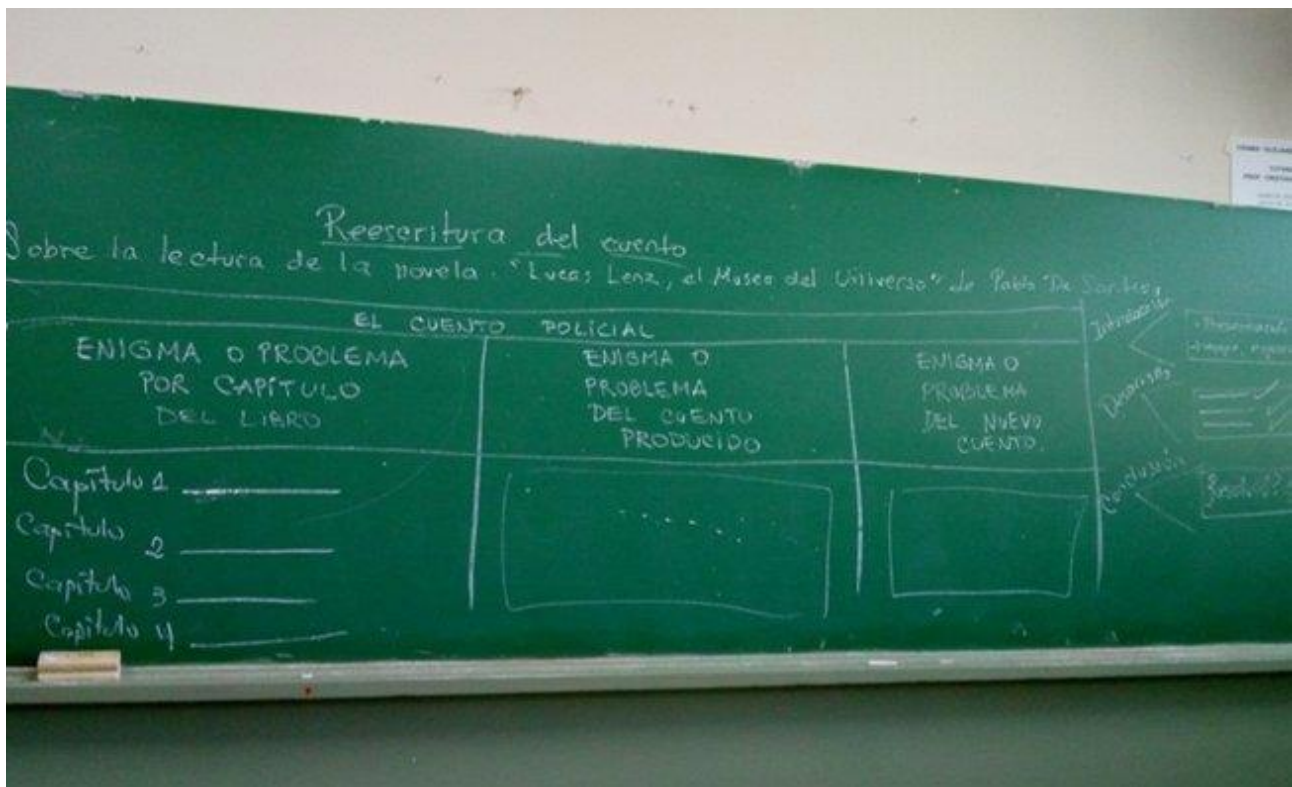 Reescritura del cuento
Sobre la lectura de la novela. "Lucas Lenz, el Museo del Universo" de Pablo De Santis,
EL CUENTO POLICIAL
ENIGMA O PROBLEMA
POR CAPÍTULO
DEL LIBRO
ENIGMA O
PROBLEMA
DEL CUENTO
PRODUCIDO
ENIGMA O
PROBLEMA
DEL NUEVO
CUENTO.
Capítulo 1
Capítulo 2
Capítulo 3
Capítulo 4
Introducción
Desarrollo
Conclusión